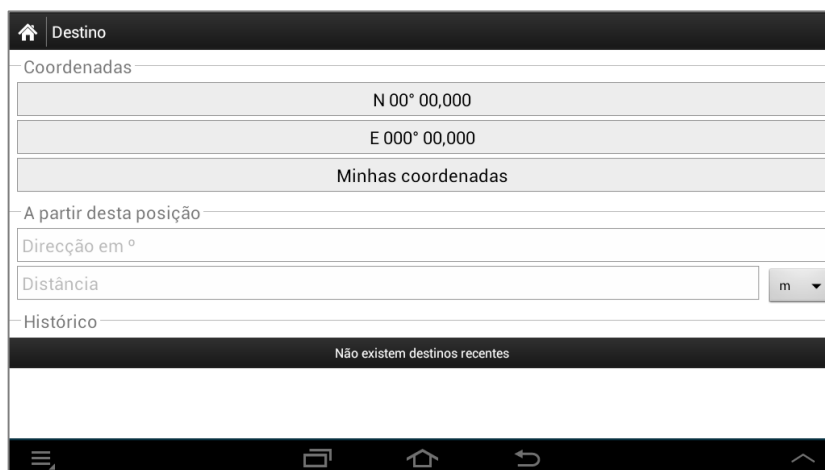 Destino
Coordenadas
N 00° 00,000
E 000° 00,000
Minhas coordenadas
A partir desta posição
Direcção em º
Distância
m
Histórico
Não existem destinos recentes